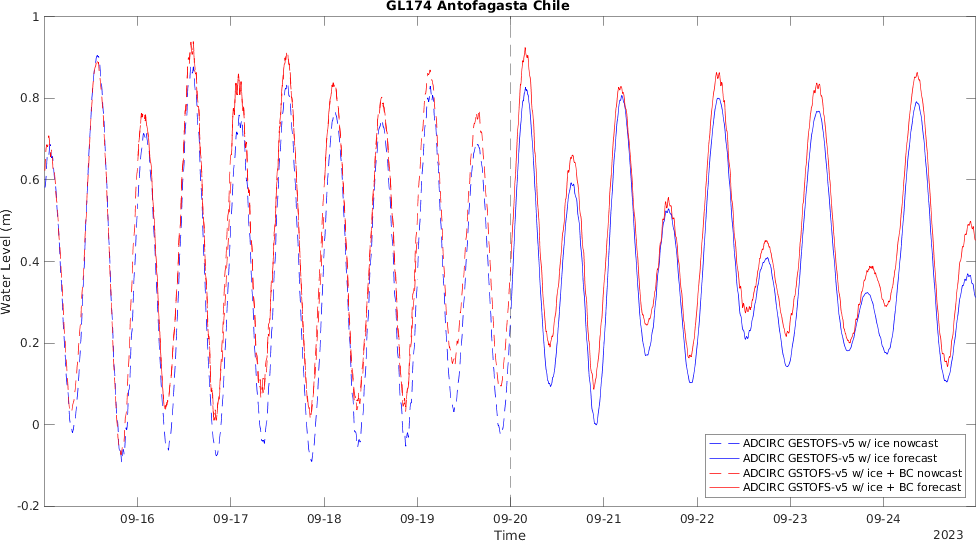 GL174 Antofagasta Chile
1
0.8
0.6
0.4
0.2
0
-0.2
Water Level (m)
ADCIRC GESTOFS-v5 w/ ice nowcast
ADCIRC GESTOFS-v5 w/ ice forecast
ADCIRC GSTOFS-v5 w/ ice + BC nowcast
ADCIRC GSTOFS-v5 w/ ice + BC forecast
09-16 09-17 09-18 09-19 09-20 09-21 09-22 09-23 09-24
Time
2023